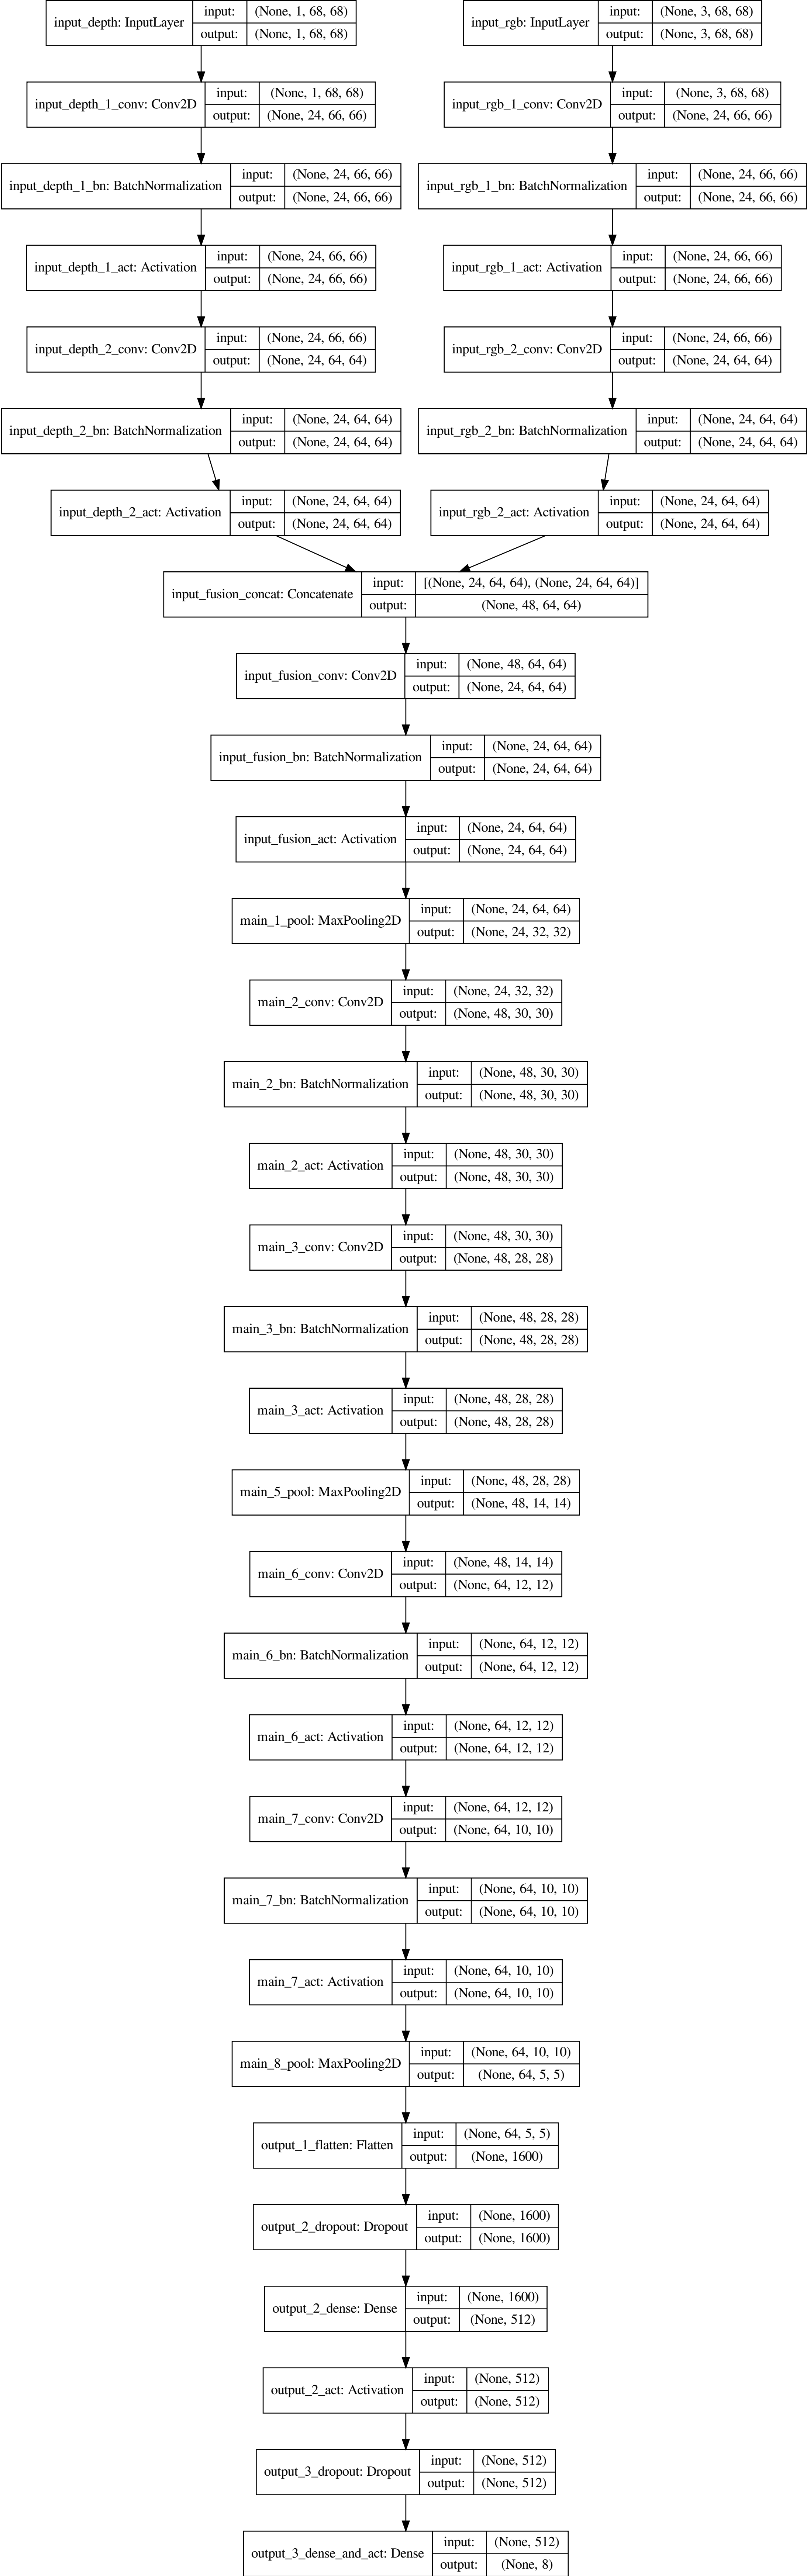 input_depth: InputLayer input: (None, 1, 68, 68) output: (None, 1, 68, 68)
input_rgb: InputLayer input: (None, 3, 68, 68) output: (None, 3, 68, 68)
input_depth_1_conv: Conv2D input: (None, 1, 68, 68) output: (None, 24, 66, 66)
input_rgb_1_conv: Conv2D input: (None, 3, 68, 68) output: (None, 24, 66, 66)
input_depth_1_bn: BatchNormalization input: (None, 24, 66, 66) output: (None, 24, 66, 66)
input_rgb_1_bn: BatchNormalization input: (None, 24, 66, 66) output: (None, 24, 66, 66)
input_depth_1_act: Activation input: (None, 24, 66, 66) output: (None, 24, 66, 66)
input_rgb_1_act: Activation input: (None, 24, 66, 66) output: (None, 24, 66, 66)
input_depth_2_conv: Conv2D input: (None, 24, 66, 66) output: (None, 24, 64, 64)
input_rgb_2_conv: Conv2D input: (None, 24, 66, 66) output: (None, 24, 64, 64)
input_depth_2_bn: BatchNormalization input: (None, 24, 64, 64) output: (None, 24, 64, 64)
input_rgb_2_bn: BatchNormalization input: (None, 24, 64, 64) output: (None, 24, 64, 64)
input_depth_2_act: Activation input: (None, 24, 64, 64) output: (None, 24, 64, 64)
input_rgb_2_act: Activation input: (None, 24, 64, 64) output: (None, 24, 64, 64)
input_fusion_concat: Concatenate input: [(None, 24, 64, 64), (None, 24, 64, 64)] output: (None, 48, 64, 64)
input_fusion_conv: Conv2D input: (None, 48, 64, 64) output: (None, 24, 64, 64)
input_fusion_bn: BatchNormalization input: (None, 24, 64, 64) output: (None, 24, 64, 64)
input_fusion_act: Activation input: (None, 24, 64, 64) output: (None, 24, 64, 64)
main_1_pool: MaxPooling2D input: (None, 24, 64, 64) output: (None, 24, 32, 32)
main_2_conv: Conv2D input: (None, 24, 32, 32) output: (None, 48, 30, 30)
main_2_bn: BatchNormalization input: (None, 48, 30, 30) output: (None, 48, 30, 30)
main_2_act: Activation input: (None, 48, 30, 30) output: (None, 48, 30, 30)
main_3_conv: Conv2D input: (None, 48, 30, 30) output: (None, 48, 28, 28)
main_3_bn: BatchNormalization input: (None, 48, 28, 28) output: (None, 48, 28, 28)
main_3_act: Activation input: (None, 48, 28, 28) output: (None, 48, 28, 28)
main_5_pool: MaxPooling2D input: (None, 48, 28, 28) output: (None, 48, 14, 14)
main_6_conv: Conv2D input: (None, 48, 14, 14) output: (None, 64, 12, 12)
main_6_bn: BatchNormalization input: (None, 64, 12, 12) output: (None, 64, 12, 12)
main_6_act: Activation input: (None, 64, 12, 12) output: (None, 64, 12, 12)
main_7_conv: Conv2D input: (None, 64, 12, 12) output: (None, 64, 10, 10)
main_7_bn: BatchNormalization input: (None, 64, 10, 10) output: (None, 64, 10, 10)
main_7_act: Activation input: (None, 64, 10, 10) output: (None, 64, 10, 10)
main_8_pool: MaxPooling2D input: (None, 64, 10, 10) output: (None, 64, 5, 5)
output_1_flatten: Flatten input: (None, 64, 5, 5) output: (None, 1600)
output_2_dropout: Dropout input: (None, 1600) output: (None, 1600)
output_2_dense: Dense input: (None, 1600) output: (None, 512)
output_2_act: Activation input: (None, 512) output: (None, 512)
output_3_dropout: Dropout input: (None, 512) output: (None, 512)
output_3_dense_and_act: Dense input: (None, 512) output: (None, 8)